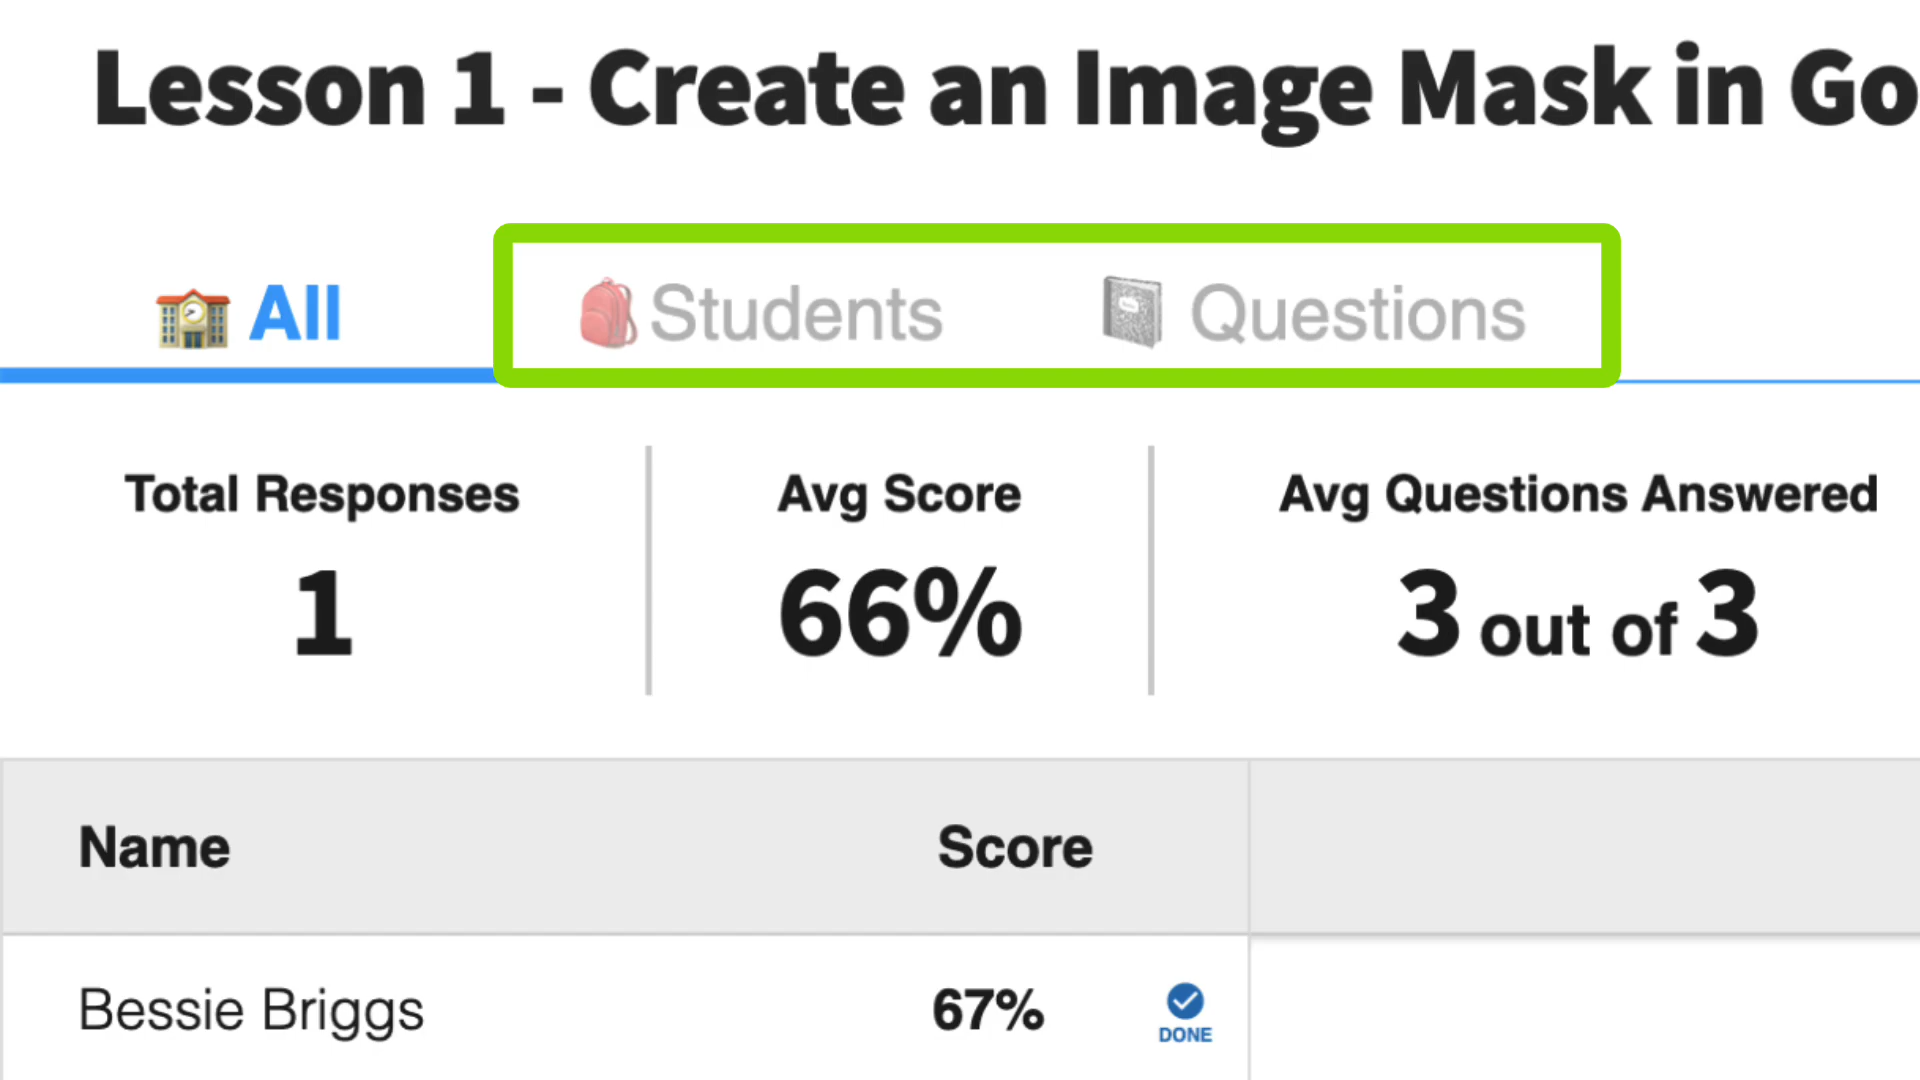 Lesson 1 - Create an Image Mask in Go
All Students Questions
Total Responses Avg Score Avg Questions Answered
1 66% 3 out of 3
Name Score
Bessie Briggs 67%
DONE